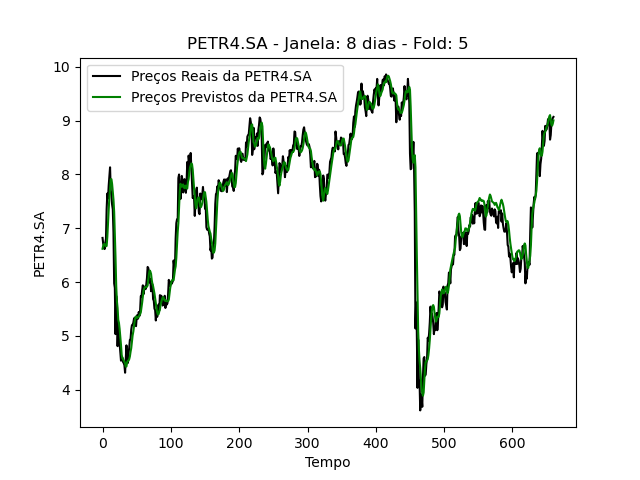 PETR4.SA - Janela: 8 dias - Fold: 5
Preços Reais da PETR4.SA
Preços Previstos da PETR4.SA
PETR4.SA
10
9
8
7
6
5
4
0 100 200 300 400 500 600
Tempo